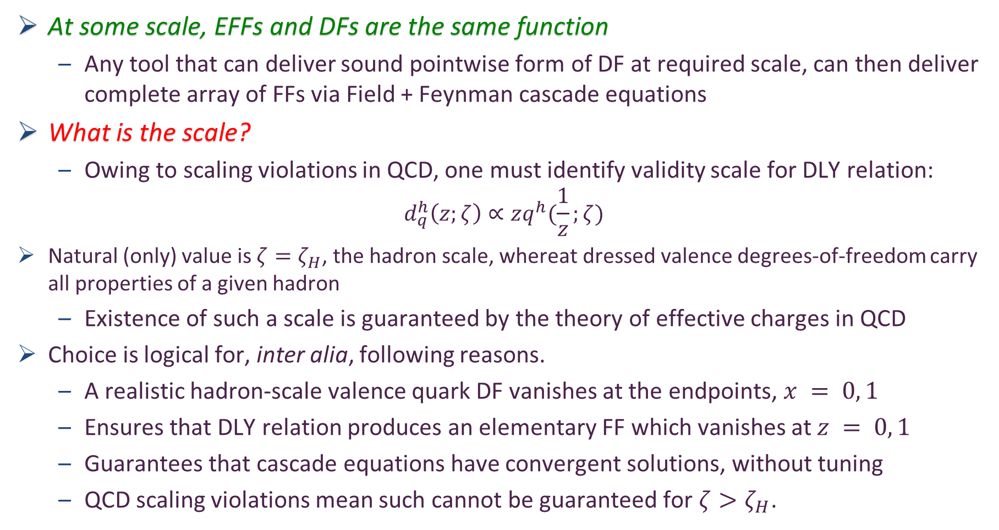 ➢ At some scale, EFFs and DFs are the same function
– Any tool that can deliver sound pointwise form of DF at required scale, can then deliver
complete array of FFs via Field + Feynman cascade equations
➢ What is the scale?
– Owing to scaling violations in QCD, one must identify validity scale for DLY relation:
$d_q^h(z; \zeta) \propto z q^h(\frac{1}{z}; \zeta)$
➢ Natural (only) value is $\zeta = \zeta_H$, the hadron scale, whereat dressed valence degrees-of-freedom carry
all properties of a given hadron
– Existence of such a scale is guaranteed by the theory of effective charges in QCD
➢ Choice is logical for, inter alia, following reasons.
– A realistic hadron-scale valence quark DF vanishes at the endpoints, $x = 0, 1$
– Ensures that DLY relation produces an elementary FF which vanishes at $z = 0, 1$
– Guarantees that cascade equations have convergent solutions, without tuning
– QCD scaling violations mean such cannot be guaranteed for $\zeta > \zeta_H$.